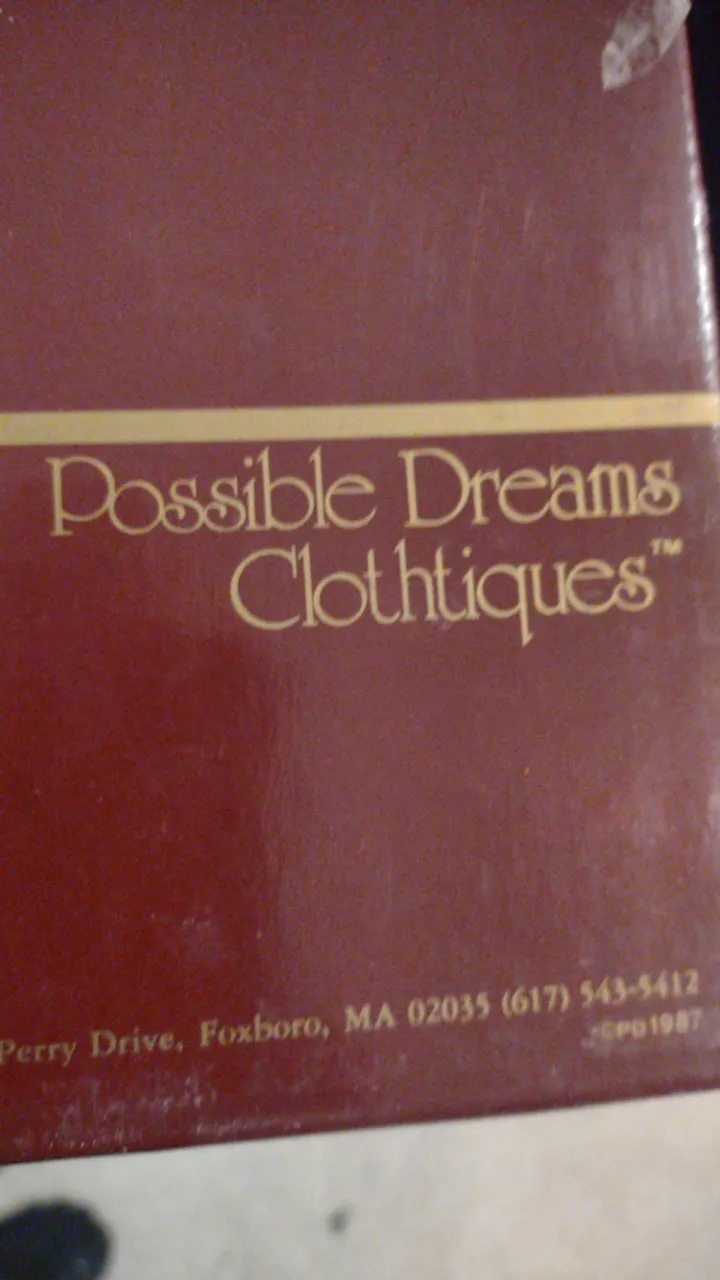 Possible Dreams
Clothtiques™
Perry Drive, Foxboro, MA 02035 (617) 543-5412
©PD1987